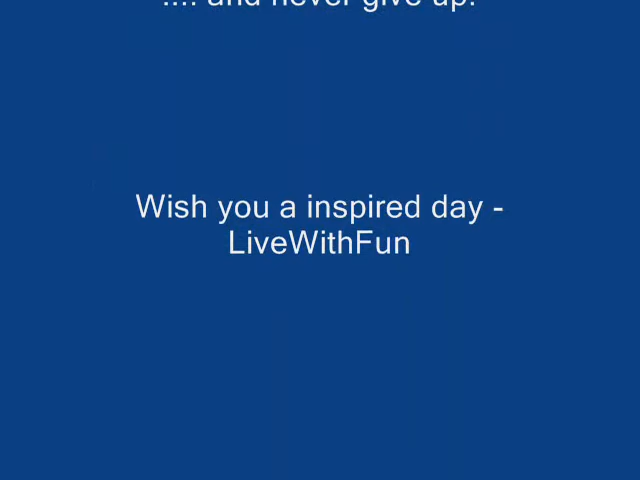 .... and never give up.
Wish you a inspired day -
LiveWithFun